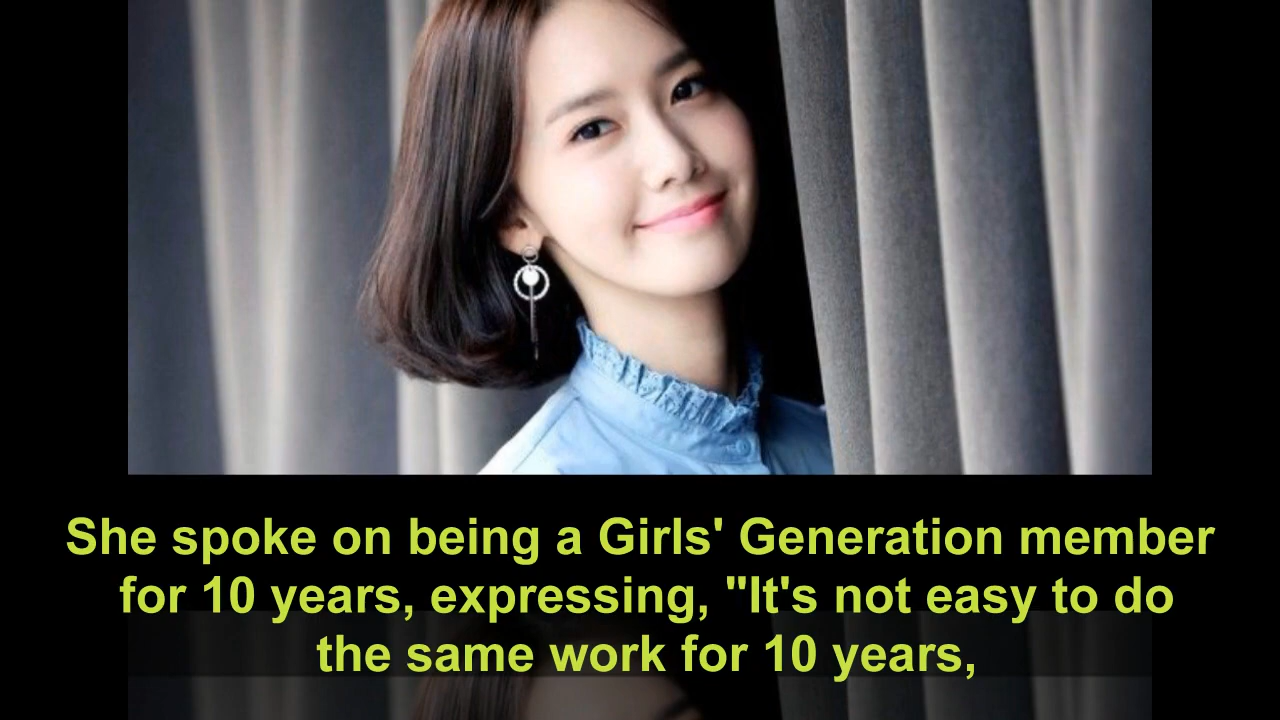 She spoke on being a Girls' Generation member
for 10 years, expressing, "It's not easy to do
the same work for 10 years,